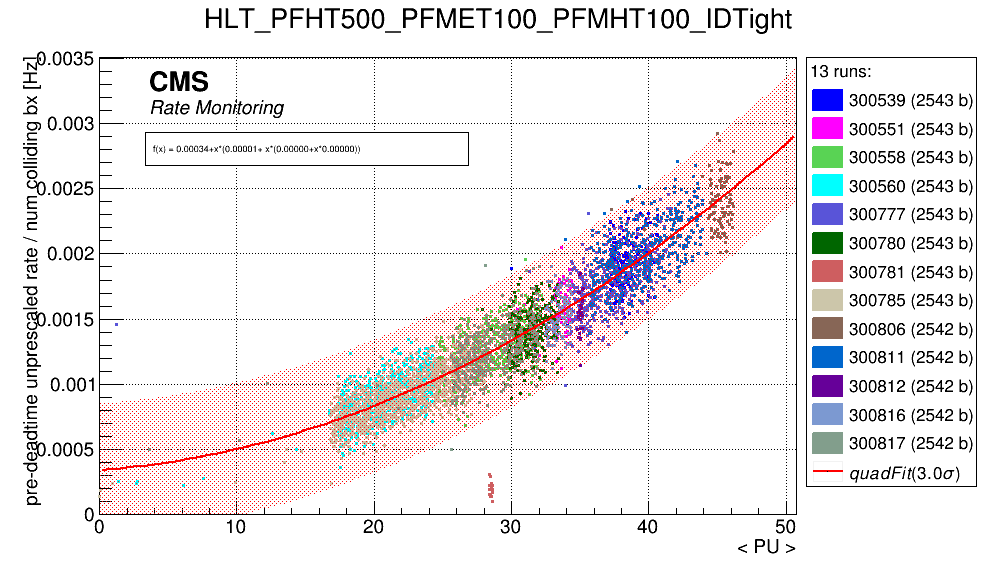 HLT_PFHT500_PFMET100_PFMHT100_IDTight
pre-deadtime unprescaled rate / num colliding bx [Hz]
0.0035
0.003
0.0025
0.002
0.0015
0.001
0.0005
0
CMS
Rate Monitoring
f(x) = 0.00034+x*(0.00001+ x*(0.00000+x*0.00000))
0 10 20 30 40 50
< PU >
13 runs:
300539 (2543 b)
300551 (2543 b)
300558 (2543 b)
300560 (2543 b)
300777 (2543 b)
300780 (2543 b)
300781 (2543 b)
300785 (2543 b)
300806 (2542 b)
300811 (2542 b)
300812 (2542 b)
300816 (2542 b)
300817 (2542 b)
quadFit(3.0σ)